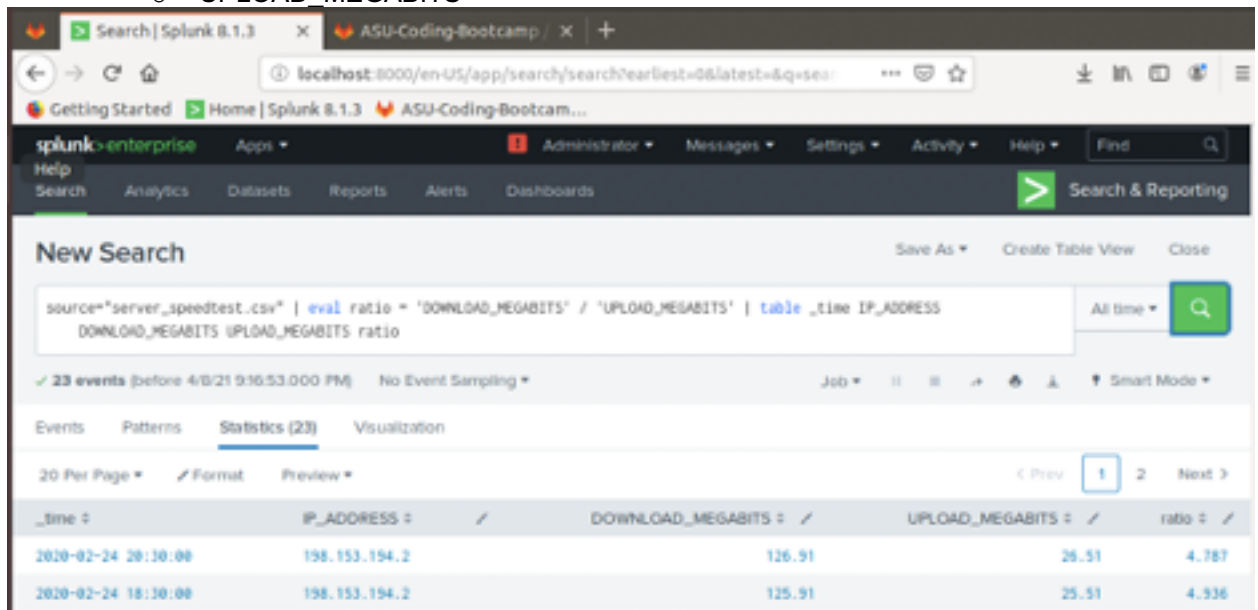 ○ UPLOAD_MEGABITS
Search | Splunk 8.1.3 × ASU-Coding-Bootcamp / × +
localhost:8000/en-US/app/search/search?earliest=0&latest=&q=sear ···
Getting Started Home | Splunk 8.1.3 ASU-Coding-Bootcam...
splunk>enterprise Apps ▾ ! Administrator ▾ Messages ▾ Settings ▾ Activity ▾ Help ▾ Find
Help
Search Analytics Datasets Reports Alerts Dashboards > Search & Reporting
New Search Save As ▾ Create Table View Close
source="server_speedtest.csv" | eval ratio = 'DOWNLOAD_MEGABITS' / 'UPLOAD_MEGABITS' | table _time IP_ADDRESS All time ▾
DOWNLOAD_MEGABITS UPLOAD_MEGABITS ratio
✓ 23 events (before 4/8/21 9:16:53.000 PM) No Event Sampling ▾ Job ▾ Smart Mode ▾
Events Patterns Statistics (23) Visualization
20 Per Page ▾ Format Preview ▾ < Prev 1 2 Next >
_time IP_ADDRESS DOWNLOAD_MEGABITS UPLOAD_MEGABITS ratio
2020-02-24 20:30:00 198.153.194.2 126.91 26.51 4.787
2020-02-24 18:30:00 198.153.194.2 125.91 25.51 4.936